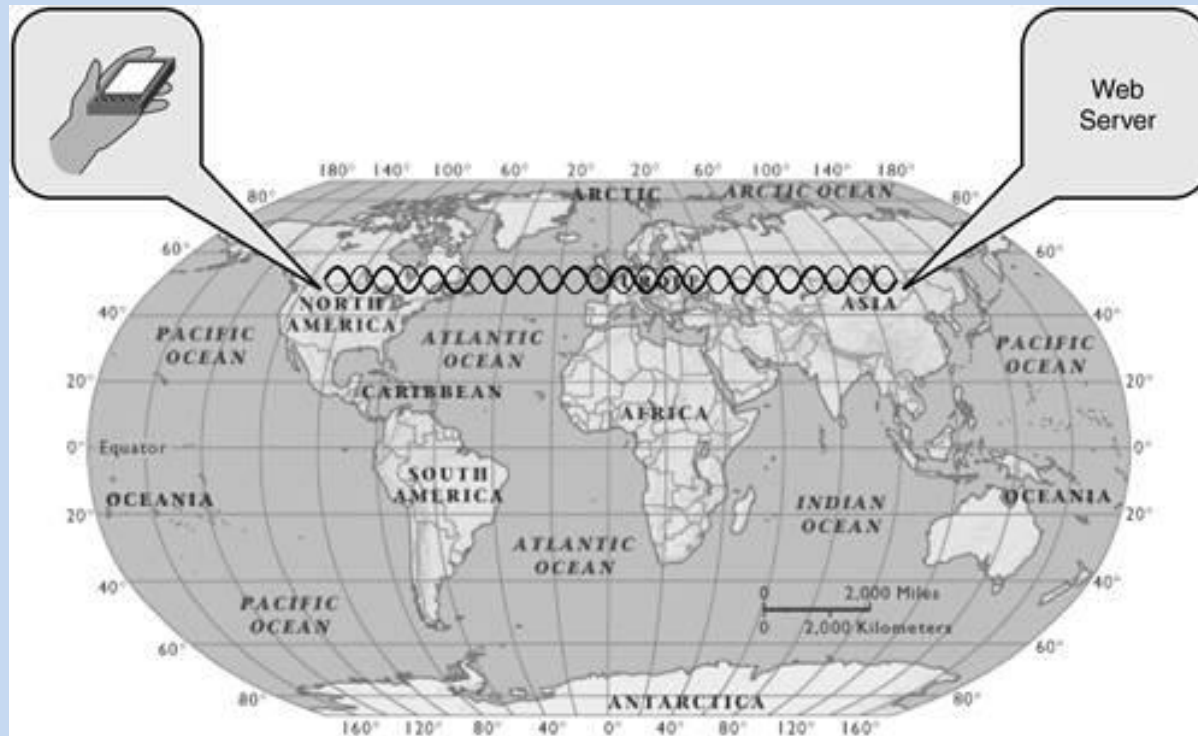 Web
Server
180° 140° 100° 60° 20° 20° 60° 100° 140° 180°
80° ARCTIC ARCTIC OCEAN 80°
60° 60°
EUROPE
NORTH
AMERICA
ASIA
40° 40°
PACIFIC
OCEAN
ATLANTIC
OCEAN
PACIFIC
OCEAN
20° 20°
CARIBBEAN
AFRICA
0° Equator 0°
SOUTH
AMERICA
OCEANIA
INDIAN
OCEAN
OCEANIA
20° 20°
ATLANTIC
OCEAN
40° 40°
PACIFIC
OCEAN
0 2,000 Miles
0 2,000 Kilometers
60° 60°
80° ANTARCTICA 80°
160° 120° 80° 40° 0° 40° 80° 120° 160°